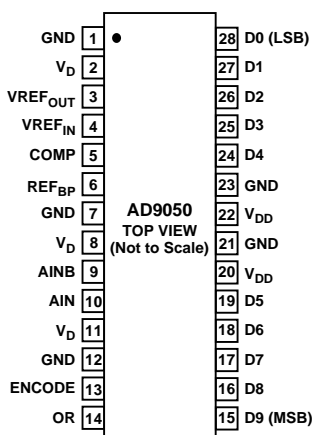 GND 1 28 D0 (LSB)
VD 2 27 D1
VREFOUT 3 26 D2
VREFIN 4 25 D3
COMP 5 24 D4
REFBP 6 23 GND
GND 7 AD9050 22 VDD
TOP VIEW
VD 8 (Not to Scale) 21 GND
AINB 9 20 VDD
AIN 10 19 D5
VD 11 18 D6
GND 12 17 D7
ENCODE 13 16 D8
OR 14 15 D9 (MSB)